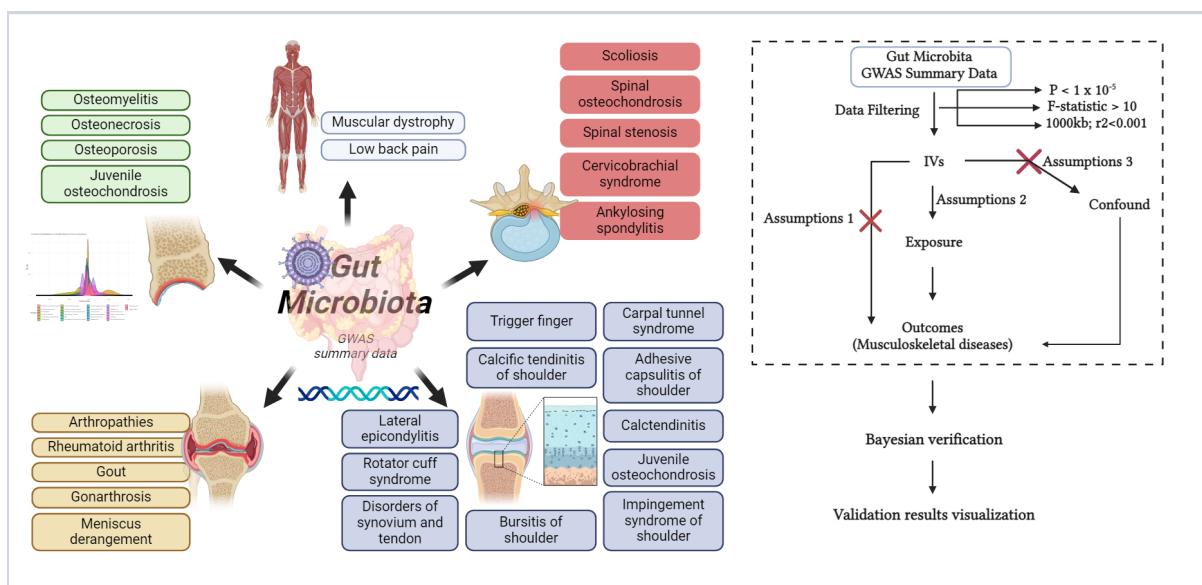 Osteomyelitis
Osteonecrosis
Osteoporosis
Juvenile
osteochondrosis
Muscular dystrophy
Low back pain
Scoliosis
Spinal
osteochondrosis
Spinal stenosis
Cervicobrachial
syndrome
Ankylosing
spondylitis
Gut
Microbiota
GWAS
summary data
Arthropathies
Rheumatoid arthritis
Gout
Gonarthrosis
Meniscus
derangement
Lateral
epicondylitis
Rotator cuff
syndrome
Disorders of
synovium and
tendon
Trigger finger
Calcific tendinitis
of shoulder
Bursitis of
shoulder
Carpal tunnel
syndrome
Adhesive
capsulitis of
shoulder
Calctendinitis
Juvenile
osteochondrosis
Impingement
syndrome of
shoulder
Gut Microbita
GWAS Summary Data
Data Filtering
P < 1 x 10⁻⁵
F-statistic > 10
1000kb; r2<0.001
IVs
Assumptions 3
Assumptions 1
Assumptions 2
Confound
Exposure
Outcomes
(Musculoskeletal diseases)
Bayesian verification
Validation results visualization